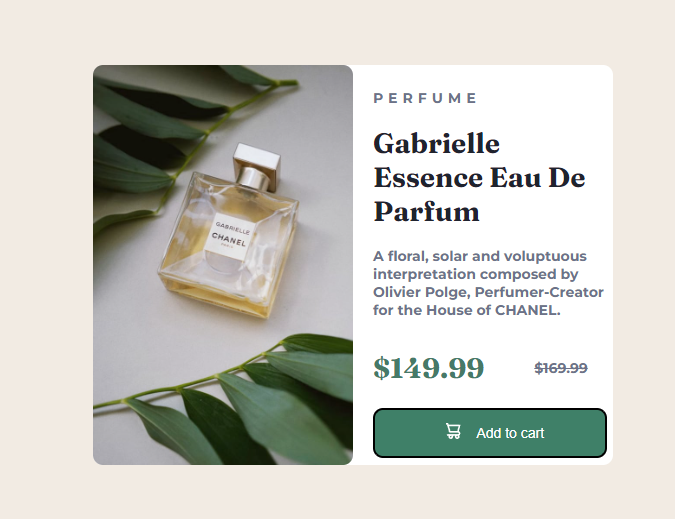 GABRIELLE
CHANEL
PARIS
PERFUME
Gabrielle
Essence Eau De
Parfum
A floral, solar and voluptuous
interpretation composed by
Olivier Polge, Perfumer-Creator
for the House of CHANEL.
$149.99 $169.99
Add to cart